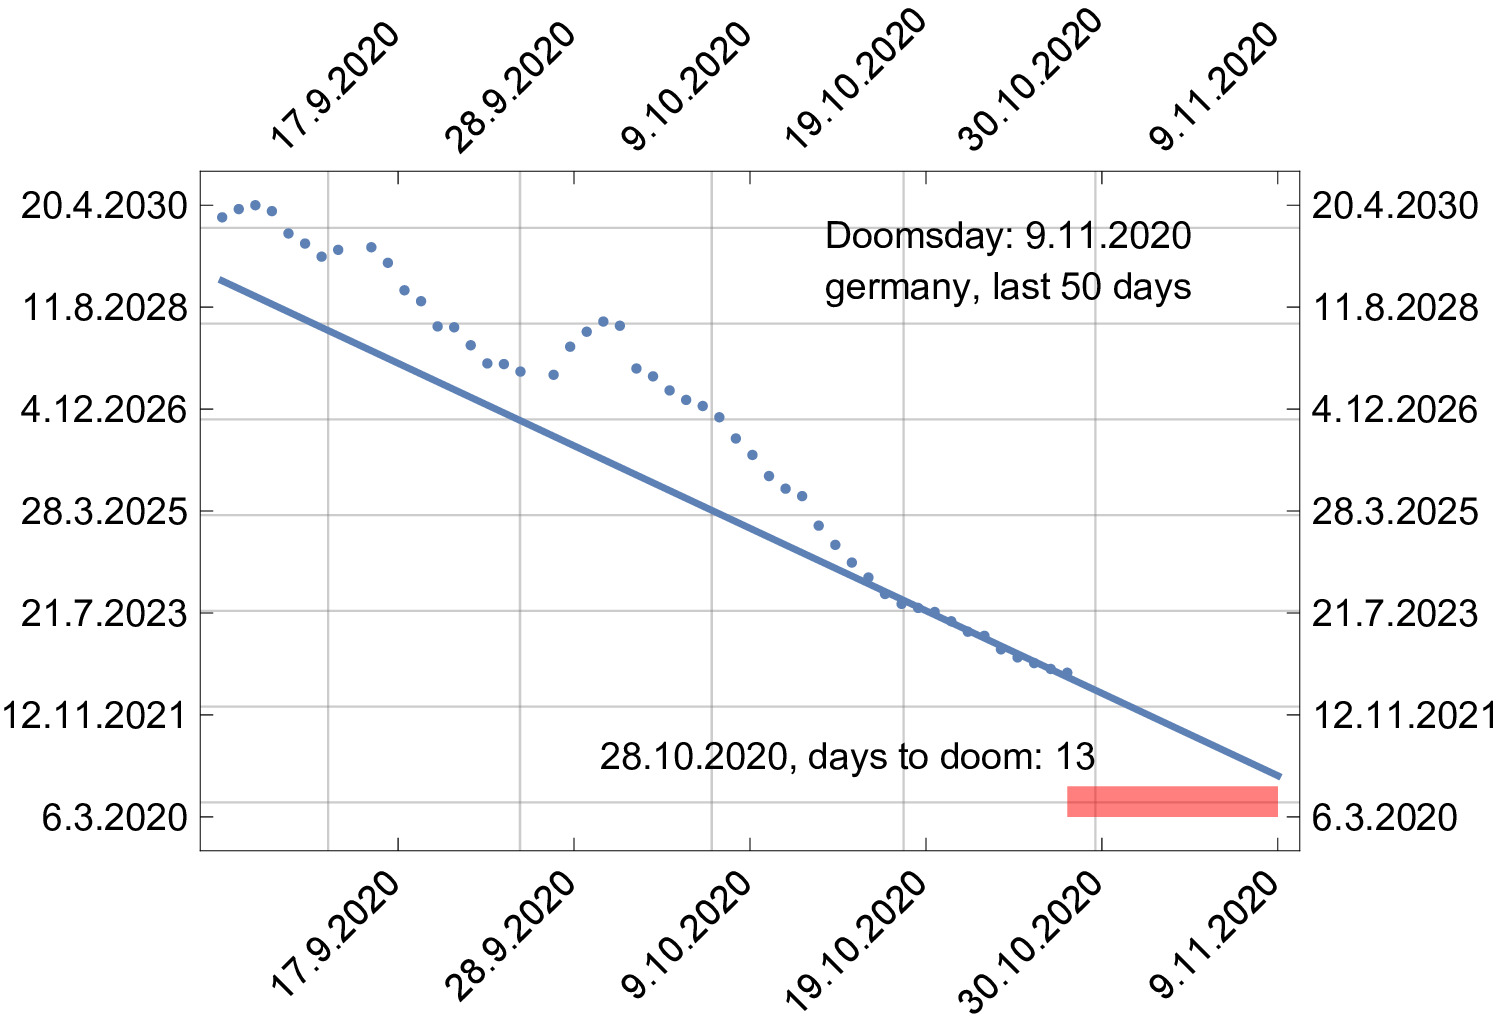 17.9.2020 28.9.2020 9.10.2020 19.10.2020 30.10.2020 9.11.2020
20.4.2030 20.4.2030
Doomsday: 9.11.2020
germany, last 50 days
11.8.2028 11.8.2028
4.12.2026 4.12.2026
28.3.2025 28.3.2025
21.7.2023 21.7.2023
12.11.2021 12.11.2021
28.10.2020, days to doom: 13
6.3.2020 6.3.2020
17.9.2020 28.9.2020 9.10.2020 19.10.2020 30.10.2020 9.11.2020